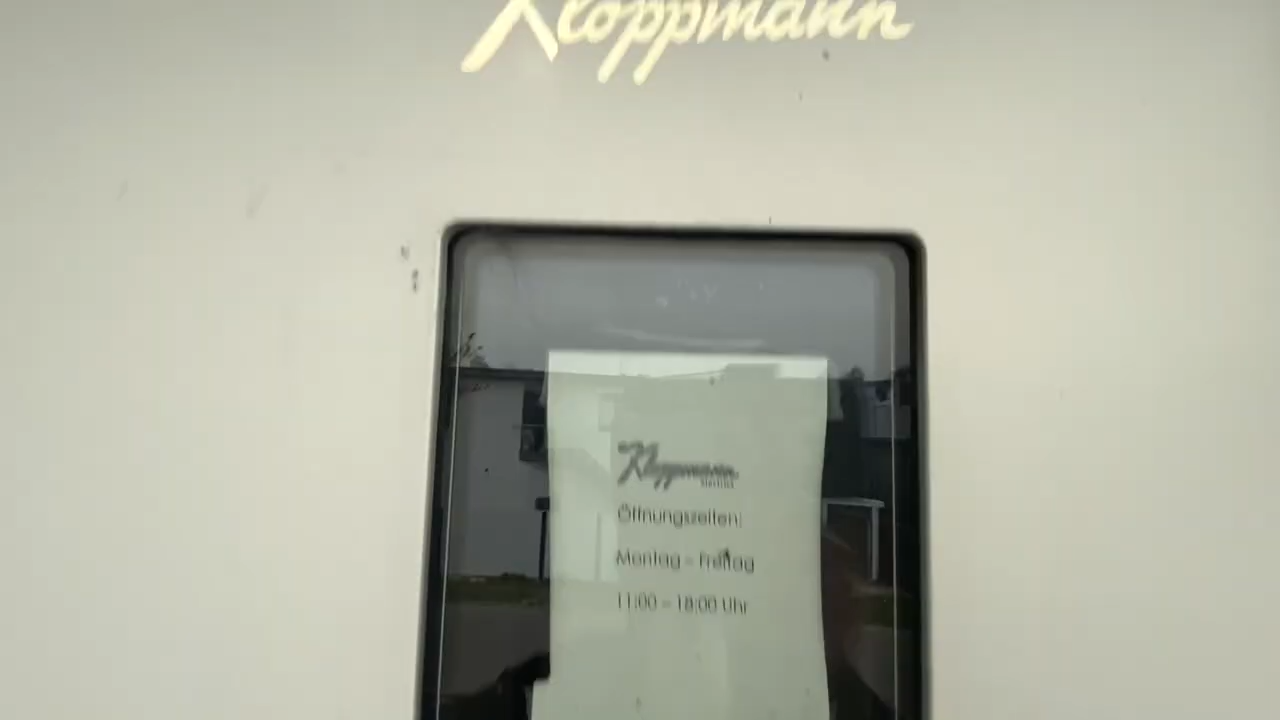 Kloppmann
Kloppmann
Öffnungszeiten:
Montag – Freitag
11:00 – 18:00 Uhr